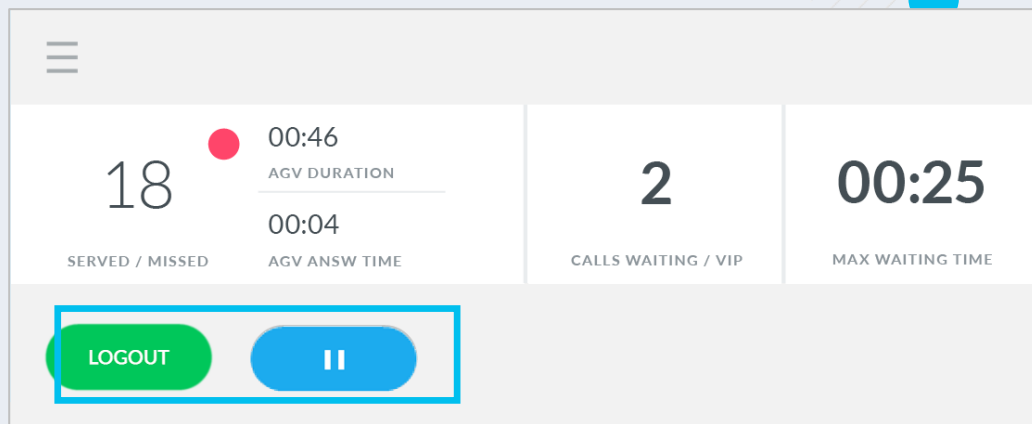 00:46
AGV DURATION
18
00:04
SERVED / MISSED
AGV ANSW TIME
2
CALLS WAITING / VIP
00:25
MAX WAITING TIME
LOGOUT